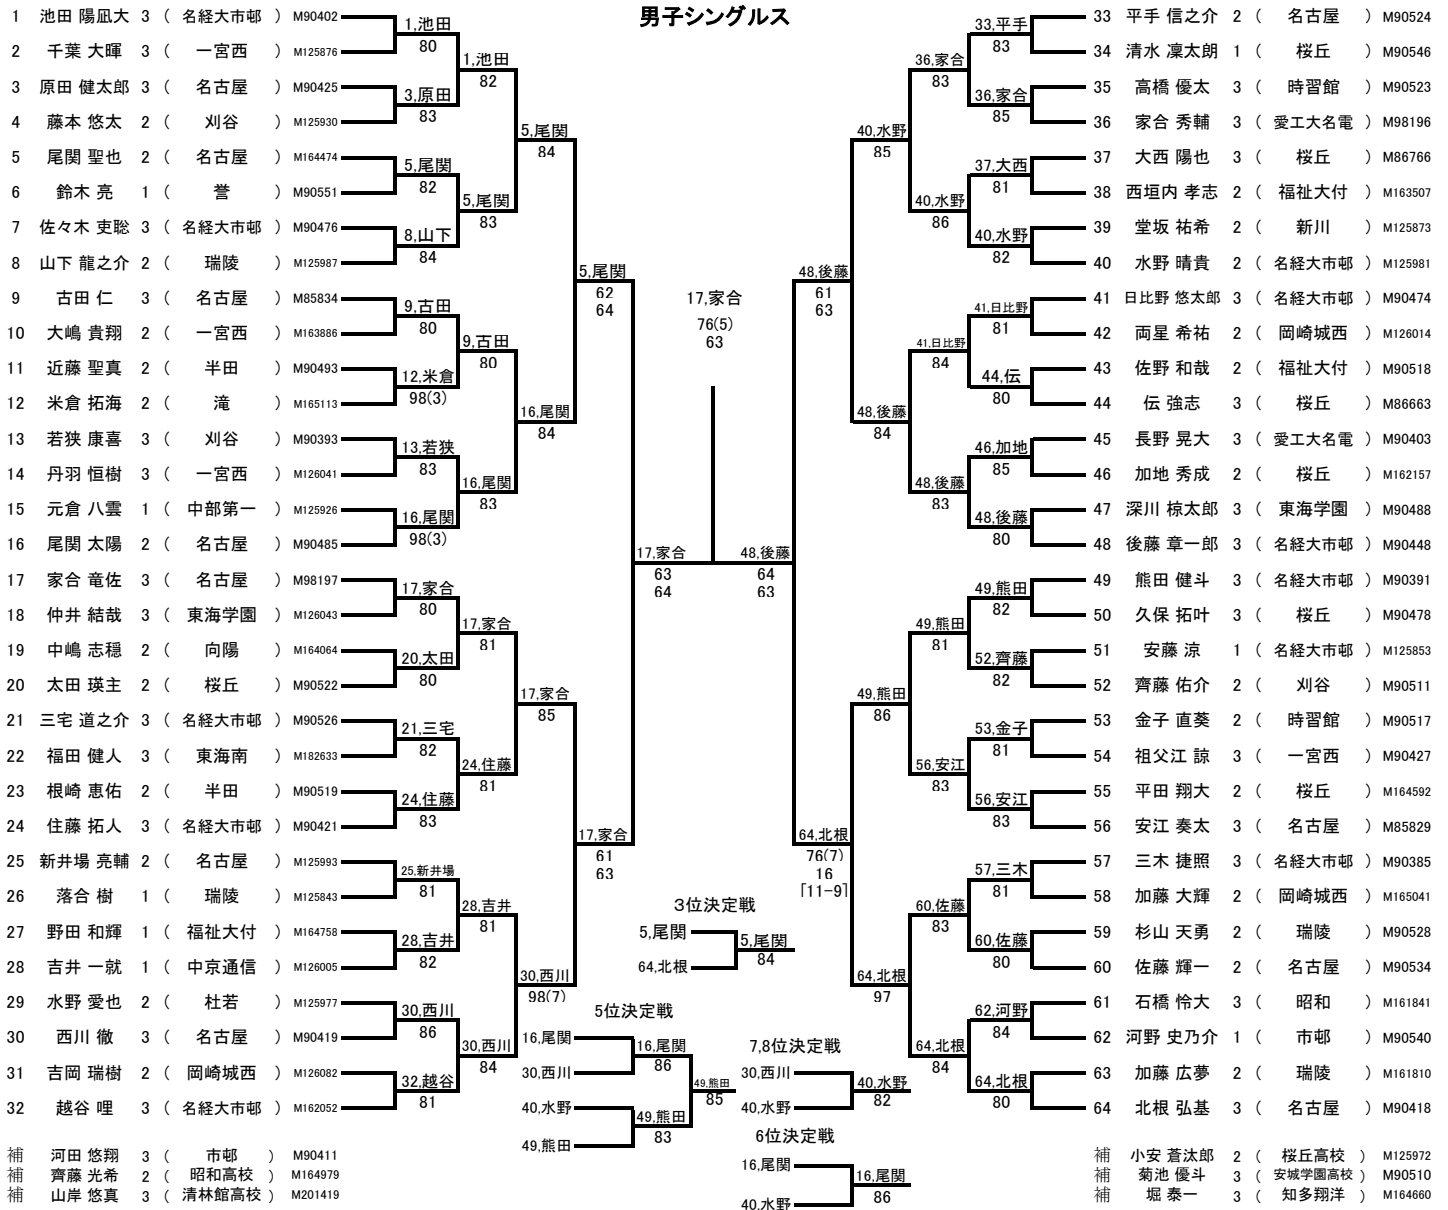 男子シングルス
1 池田 陽凪大 3 ( 名経大市邨 ) M90402
2 千葉 大暉 3 ( 一宮西 ) M125876
3 原田 健太郎 3 ( 名古屋 ) M90425
4 藤本 悠太 2 ( 刈谷 ) M125930
5 尾関 聖也 2 ( 名古屋 ) M164474
6 鈴木 亮 1 ( 誉 ) M90551
7 佐々木 吏聡 3 ( 名経大市邨 ) M90476
8 山下 龍之介 2 ( 瑞陵 ) M125987
9 古田 仁 3 ( 名古屋 ) M85834
10 大嶋 貴翔 2 ( 一宮西 ) M163886
11 近藤 聖真 2 ( 半田 ) M90493
12 米倉 拓海 2 ( 滝 ) M165113
13 若狭 康喜 3 ( 刈谷 ) M90393
14 丹羽 恒樹 3 ( 一宮西 ) M126041
15 元倉 八雲 1 ( 中部第一 ) M125926
16 尾関 太陽 2 ( 名古屋 ) M90485
17 家合 竜佐 3 ( 名古屋 ) M98197
18 仲井 結哉 3 ( 東海学園 ) M126043
19 中嶋 志穏 2 ( 向陽 ) M164064
20 太田 瑛主 2 ( 桜丘 ) M90522
21 三宅 道之介 3 ( 名経大市邨 ) M90526
22 福田 健人 3 ( 東海南 ) M182633
23 根崎 恵佑 2 ( 半田 ) M90519
24 住藤 拓人 3 ( 名経大市邨 ) M90421
25 新井場 亮輔 2 ( 名古屋 ) M125993
26 落合 樹 1 ( 瑞陵 ) M125843
27 野田 和輝 1 ( 福祉大付 ) M164758
28 吉井 一就 1 ( 中京通信 ) M126005
29 水野 愛也 2 ( 杜若 ) M125977
30 西川 徹 3 ( 名古屋 ) M90419
31 吉岡 瑞樹 2 ( 岡崎城西 ) M126082
32 越谷 哩 3 ( 名経大市邨 ) M162052
補 河田 悠翔 3 ( 市邨 ) M90411
補 齊藤 光希 2 ( 昭和高校 ) M164979
補 山岸 悠真 3 ( 清林館高校 ) M201419
1,池田
80
3,原田
83
5,尾関
82
8,山下
84
9,古田
80
12,米倉
98(3)
13,若狭
83
16,尾関
98(3)
17,家合
80
20,太田
80
21,三宅
82
24,住藤
83
25,新井場
81
28,吉井
82
30,西川
86
32,越谷
81
1,池田
82
5,尾関
83
9,古田
80
16,尾関
83
17,家合
81
24,住藤
81
28,吉井
81
30,西川
84
5,尾関
84
16,尾関
84
17,家合
85
30,西川
98(7)
5,尾関
62
64
17,家合
61
63
17,家合
63
64
17,家合
76(5)
63
48,後藤
64
63
48,後藤
61
63
64,北根
76(7)
16
[11-9]
40,水野
85
48,後藤
84
49,熊田
86
64,北根
97
36,家合
83
40,水野
86
41,日比野
84
48,後藤
83
49,熊田
81
56,安江
83
60,佐藤
83
64,北根
84
33,平手
83
36,家合
85
37,大西
81
40,水野
82
41,日比野
81
44,伝
80
46,加地
85
48,後藤
80
49,熊田
82
52,齊藤
82
53,金子
81
56,安江
83
57,三木
81
60,佐藤
80
62,河野
84
64,北根
80
33 平手 信之介 2 ( 名古屋 ) M90524
34 清水 凜太朗 1 ( 桜丘 ) M90546
35 高橋 優太 3 ( 時習館 ) M90523
36 家合 秀輔 3 ( 愛工大名電 ) M98196
37 大西 陽也 3 ( 桜丘 ) M86766
38 西垣内 孝志 2 ( 福祉大付 ) M163507
39 堂坂 祐希 2 ( 新川 ) M125873
40 水野 晴貴 2 ( 名経大市邨 ) M125981
41 日比野 悠太郎 3 ( 名経大市邨 ) M90474
42 両星 希祐 2 ( 岡崎城西 ) M126014
43 佐野 和哉 2 ( 福祉大付 ) M90518
44 伝 強志 3 ( 桜丘 ) M86663
45 長野 晃大 3 ( 愛工大名電 ) M90403
46 加地 秀成 2 ( 桜丘 ) M162157
47 深川 椋太郎 3 ( 東海学園 ) M90488
48 後藤 章一郎 3 ( 名経大市邨 ) M90448
49 熊田 健斗 3 ( 名経大市邨 ) M90391
50 久保 拓叶 3 ( 桜丘 ) M90478
51 安藤 涼 1 ( 名経大市邨 ) M125853
52 齊藤 佑介 2 ( 刈谷 ) M90511
53 金子 直葵 2 ( 時習館 ) M90517
54 祖父江 諒 3 ( 一宮西 ) M90427
55 平田 翔大 2 ( 桜丘 ) M164592
56 安江 奏太 3 ( 名古屋 ) M85829
57 三木 捷照 3 ( 名経大市邨 ) M90385
58 加藤 大輝 2 ( 岡崎城西 ) M165041
59 杉山 天勇 2 ( 瑞陵 ) M90528
60 佐藤 輝一 2 ( 名古屋 ) M90534
61 石橋 怜大 3 ( 昭和 ) M161841
62 河野 史乃介 1 ( 市邨 ) M90540
63 加藤 広夢 2 ( 瑞陵 ) M161810
64 北根 弘基 3 ( 名古屋 ) M90418
補 小安 蒼汰郎 2 ( 桜丘高校 ) M125972
補 菊池 優斗 3 ( 安城学園高校 ) M90510
補 堀 泰一 3 ( 知多翔洋 ) M164660
3位決定戦
5,尾関
64,北根
5,尾関
84
5位決定戦
16,尾関
30,西川
40,水野
49,熊田
16,尾関
86
49,熊田
83
49,熊田
85
7,8位決定戦
30,西川
40,水野
40,水野
82
6位決定戦
16,尾関
40,水野
16,尾関
86